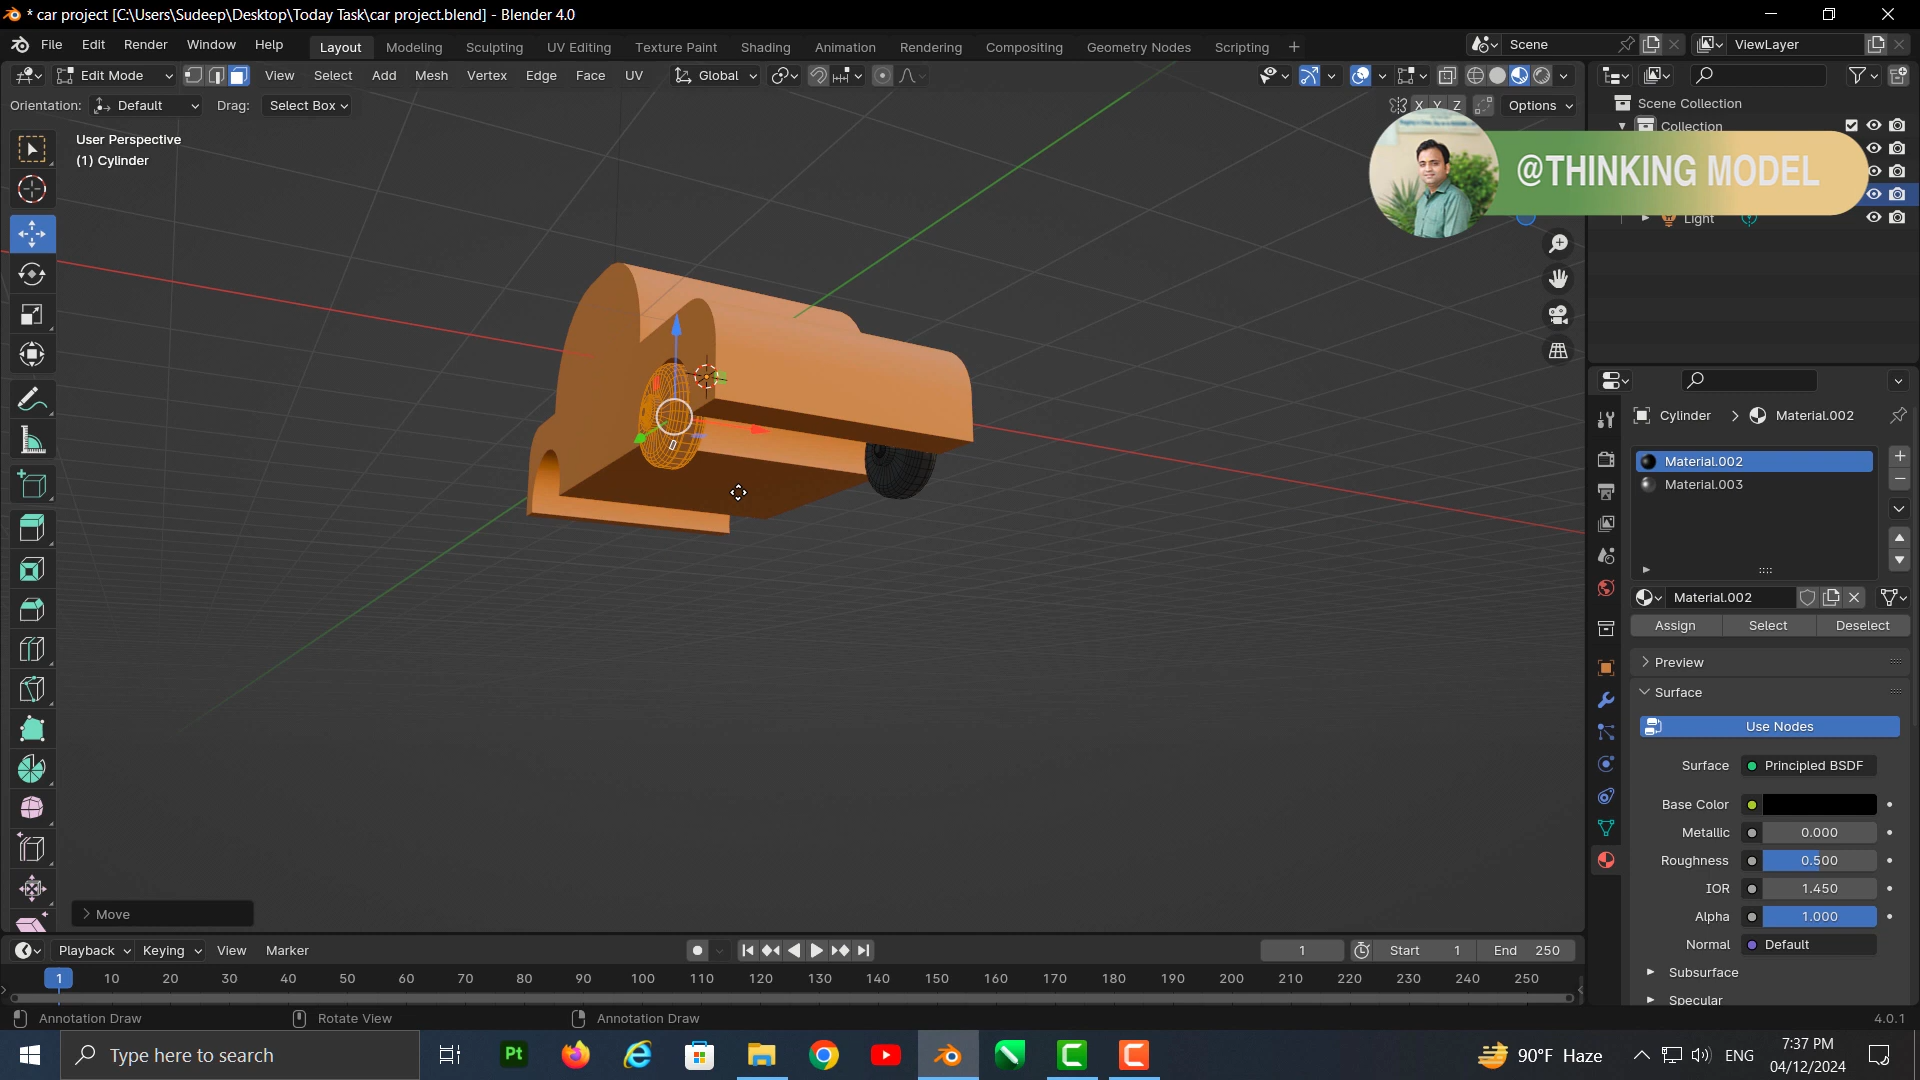 * car project [C:\Users\Sudeep\Desktop\Today Task\car project.blend] - Blender 4.0
File Edit Render Window Help Layout Modeling Sculpting UV Editing Texture Paint Shading Animation Rendering Compositing Geometry Nodes Scripting + Scene ViewLayer
Edit Mode View Select Add Mesh Vertex Edge Face UV Global
Orientation: Default Drag: Select Box X Y Z Options
Scene Collection
Collection
User Perspective
(1) Cylinder
@THINKING MODEL
Light
Cylinder > Material.002
Material.002
Material.003
Material.002
Assign Select Deselect
Preview
Surface
Use Nodes
Surface Principled BSDF
Base Color
Metallic 0.000
Roughness 0.500
IOR 1.450
Alpha 1.000
Normal Default
Subsurface
Specular
> Move
Playback Keying View Marker 1 Start 1 End 250
1 10 20 30 40 50 60 70 80 90 100 110 120 130 140 150 160 170 180 190 200 210 220 230 240 250
Annotation Draw Rotate View Annotation Draw 4.0.1
Type here to search Pt 90°F Haze ENG 7:37 PM
04/12/2024